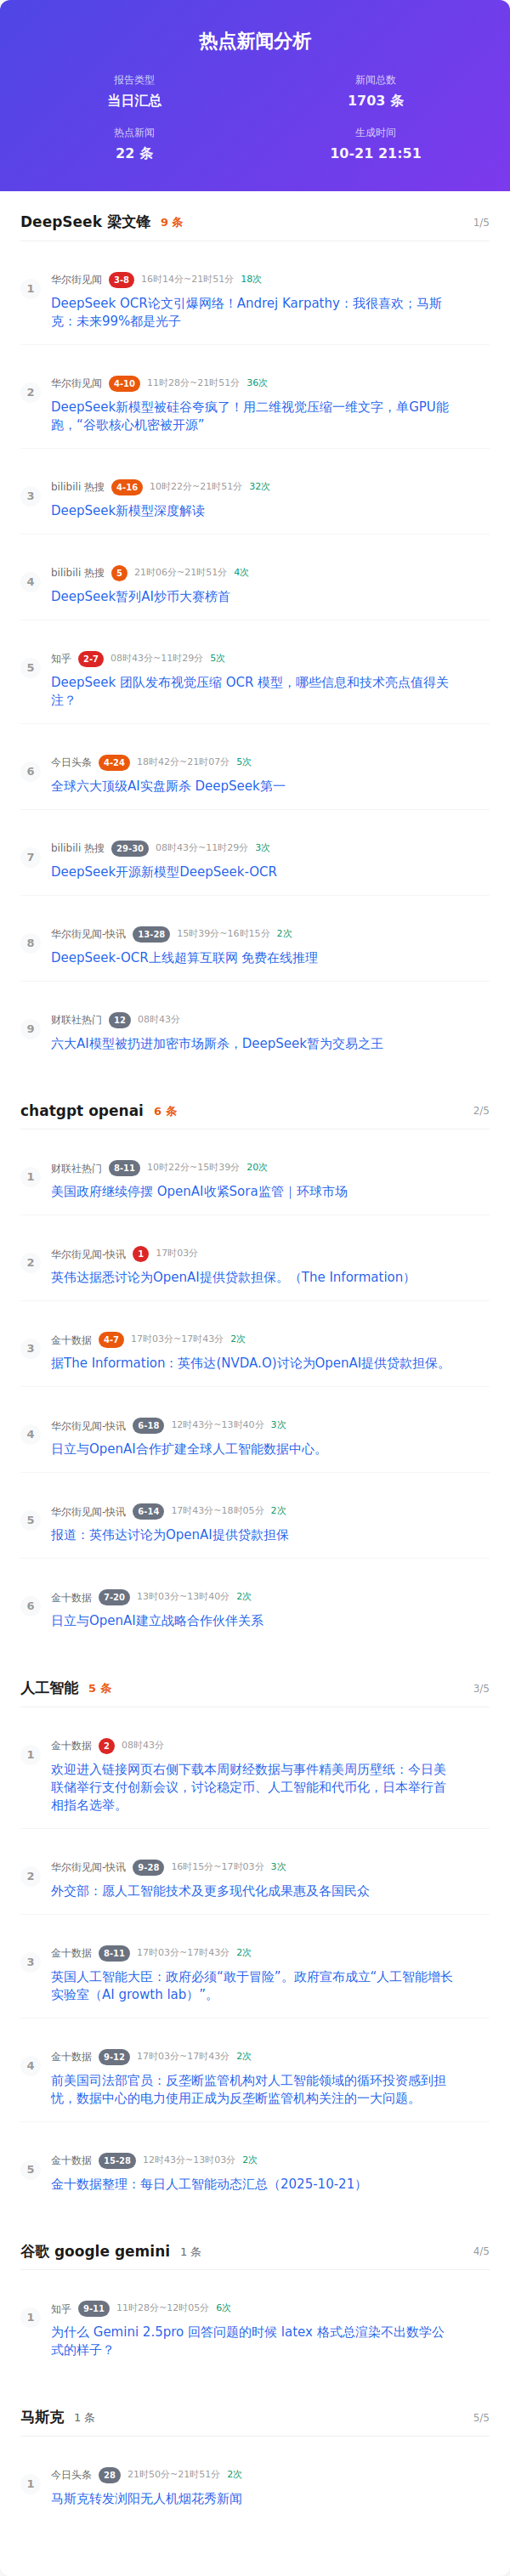 热点新闻分析
报告类型
当日汇总
新闻总数
1703 条
热点新闻
22 条
生成时间
10-21 21:51
DeepSeek 梁文锋 9 条 1/5
1
华尔街见闻 3-8 16时14分~21时51分 18次
DeepSeek OCR论文引爆网络！Andrej Karpathy：我很喜欢；马斯
克：未来99%都是光子
2
华尔街见闻 4-10 11时28分~21时51分 36次
DeepSeek新模型被硅谷夸疯了！用二维视觉压缩一维文字，单GPU能
跑，“谷歌核心机密被开源”
3
bilibili 热搜 4-16 10时22分~21时51分 32次
DeepSeek新模型深度解读
4
bilibili 热搜 5 21时06分~21时51分 4次
DeepSeek暂列AI炒币大赛榜首
5
知乎 2-7 08时43分~11时29分 5次
DeepSeek 团队发布视觉压缩 OCR 模型，哪些信息和技术亮点值得关
注？
6
今日头条 4-24 18时42分~21时07分 5次
全球六大顶级AI实盘厮杀 DeepSeek第一
7
bilibili 热搜 29-30 08时43分~11时29分 3次
DeepSeek开源新模型DeepSeek-OCR
8
华尔街见闻-快讯 13-28 15时39分~16时15分 2次
DeepSeek-OCR上线超算互联网 免费在线推理
9
财联社热门 12 08时43分
六大AI模型被扔进加密市场厮杀，DeepSeek暂为交易之王
chatgpt openai 6 条 2/5
1
财联社热门 8-11 10时22分~15时39分 20次
美国政府继续停摆 OpenAI收紧Sora监管｜环球市场
2
华尔街见闻-快讯 1 17时03分
英伟达据悉讨论为OpenAI提供贷款担保。（The Information）
3
金十数据 4-7 17时03分~17时43分 2次
据The Information：英伟达(NVDA.O)讨论为OpenAI提供贷款担保。
4
华尔街见闻-快讯 6-18 12时43分~13时40分 3次
日立与OpenAI合作扩建全球人工智能数据中心。
5
华尔街见闻-快讯 6-14 17时43分~18时05分 2次
报道：英伟达讨论为OpenAI提供贷款担保
6
金十数据 7-20 13时03分~13时40分 2次
日立与OpenAI建立战略合作伙伴关系
人工智能 5 条 3/5
1
金十数据 2 08时43分
欢迎进入链接网页右侧下载本周财经数据与事件精美周历壁纸：今日美
联储举行支付创新会议，讨论稳定币、人工智能和代币化，日本举行首
相指名选举。
2
华尔街见闻-快讯 9-28 16时15分~17时03分 3次
外交部：愿人工智能技术及更多现代化成果惠及各国民众
3
金十数据 8-11 17时03分~17时43分 2次
英国人工智能大臣：政府必须“敢于冒险”。政府宣布成立“人工智能增长
实验室（AI growth lab）”。
4
金十数据 9-12 17时03分~17时43分 2次
前美国司法部官员：反垄断监管机构对人工智能领域的循环投资感到担
忧，数据中心的电力使用正成为反垄断监管机构关注的一大问题。
5
金十数据 15-28 12时43分~13时03分 2次
金十数据整理：每日人工智能动态汇总（2025-10-21）
谷歌 google gemini 1 条 4/5
1
知乎 9-11 11时28分~12时05分 6次
为什么 Gemini 2.5pro 回答问题的时候 latex 格式总渲染不出数学公
式的样子？
马斯克 1 条 5/5
1
今日头条 28 21时50分~21时51分 2次
马斯克转发浏阳无人机烟花秀新闻